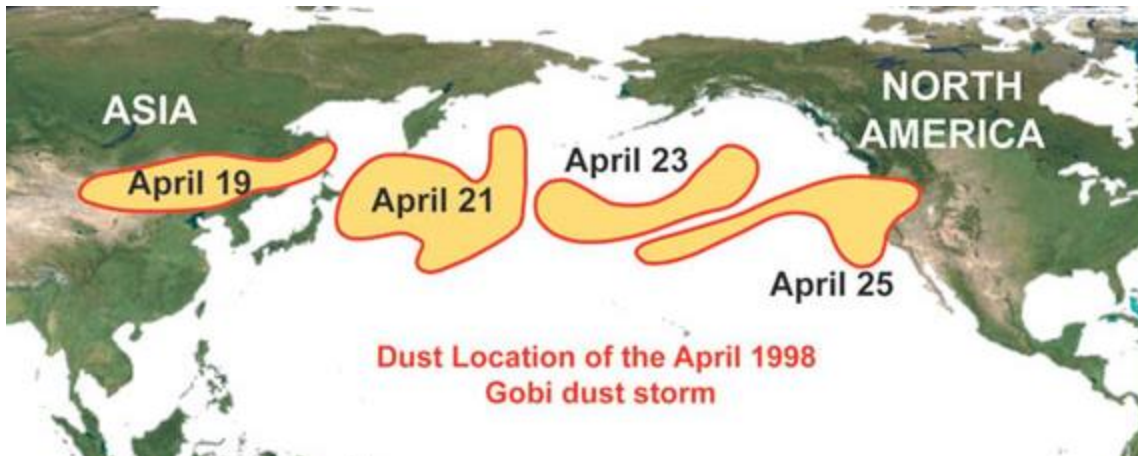 ASIA
NORTH
AMERICA
April 19
April 21
April 23
April 25
Dust Location of the April 1998
Gobi dust storm